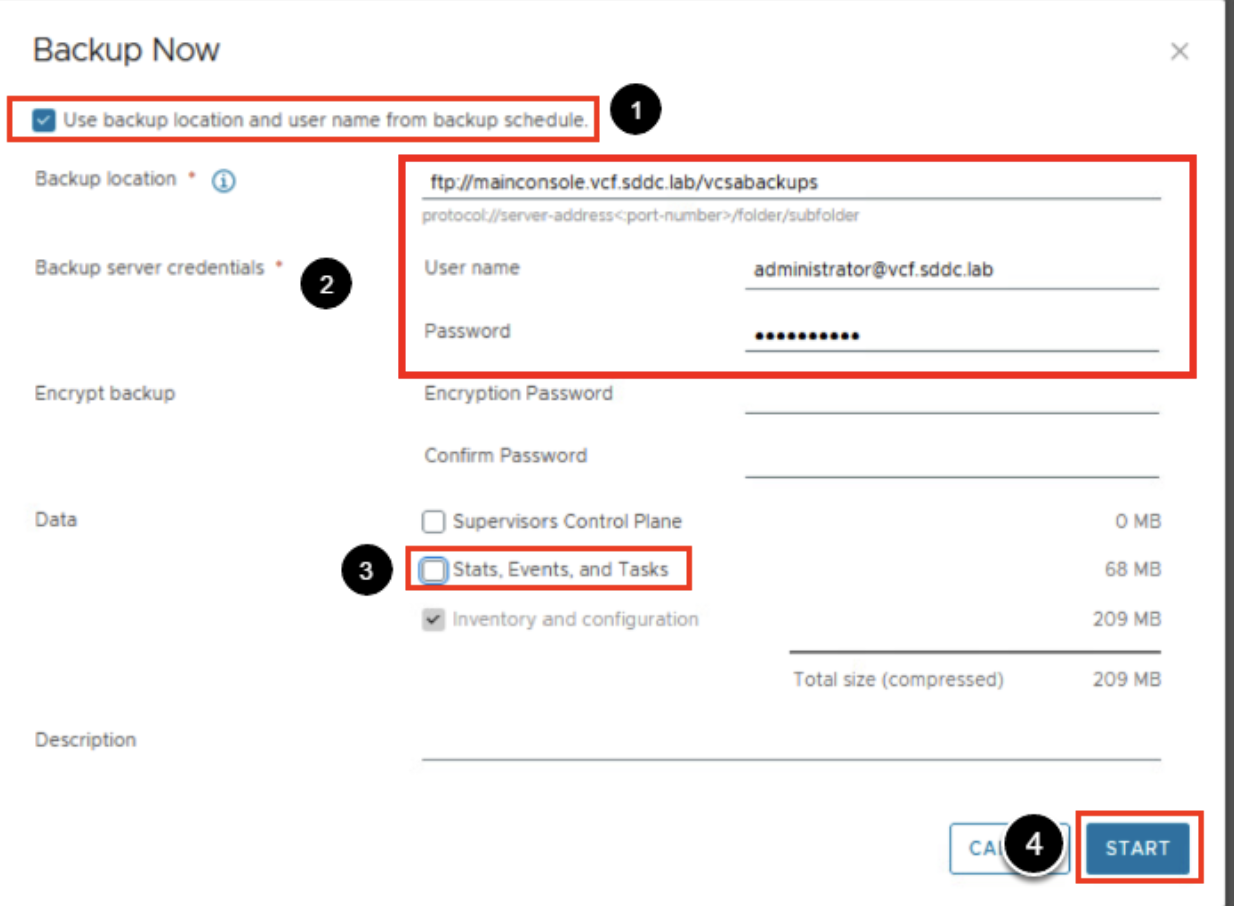 Backup Now
Use backup location and user name from backup schedule.
1
Backup location *
ftp://mainconsole.vcf.sddc.lab/vcsabackups
protocol://server-address<:port-number>/folder/subfolder
Backup server credentials *
2
User name
administrator@vcf.sddc.lab
Password
••••••••••
Encrypt backup
Encryption Password
Confirm Password
Data
Supervisors Control Plane 0 MB
3
Stats, Events, and Tasks 68 MB
Inventory and configuration 209 MB
Total size (compressed) 209 MB
Description
4
START